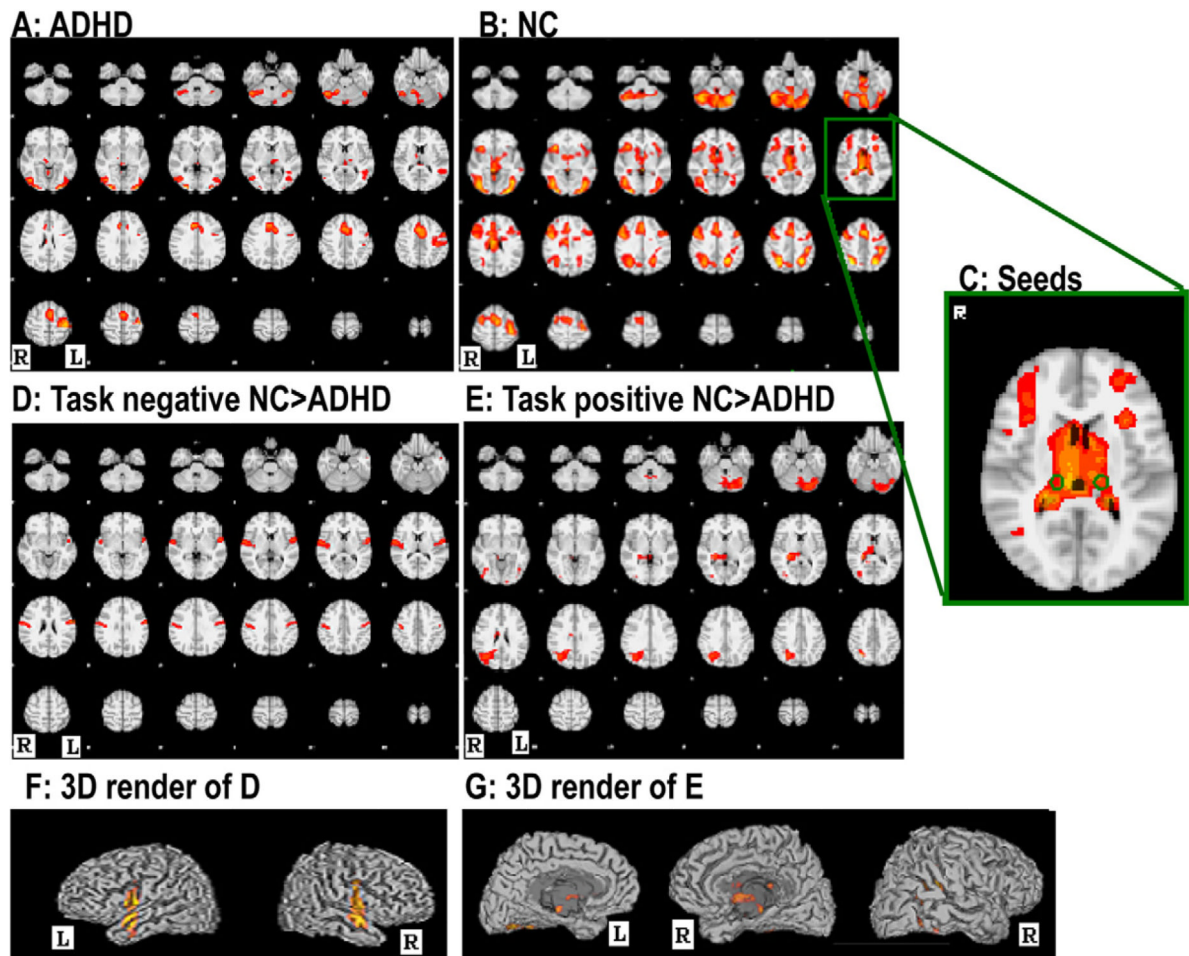 A: ADHD
B: NC
R
L
R
L
C: Seeds
R
D: Task negative NC>ADHD
E: Task positive NC>ADHD
R
L
R
L
F: 3D render of D
G: 3D render of E
L
R
L
R
R